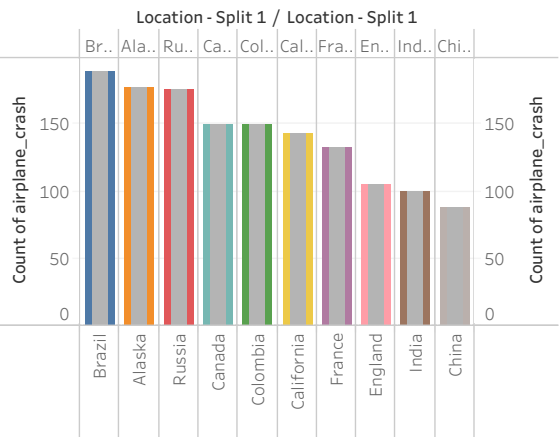 Location - Split 1 / Location - Split 1
Br.. Ala.. Ru.. Ca.. Col.. Cal.. Fra.. En.. Ind.. Chi..
Count of airplane_crash
150
100
50
0
150
100
50
0
Count of airplane_crash
Brazil
Alaska
Russia
Canada
Colombia
California
France
England
India
China